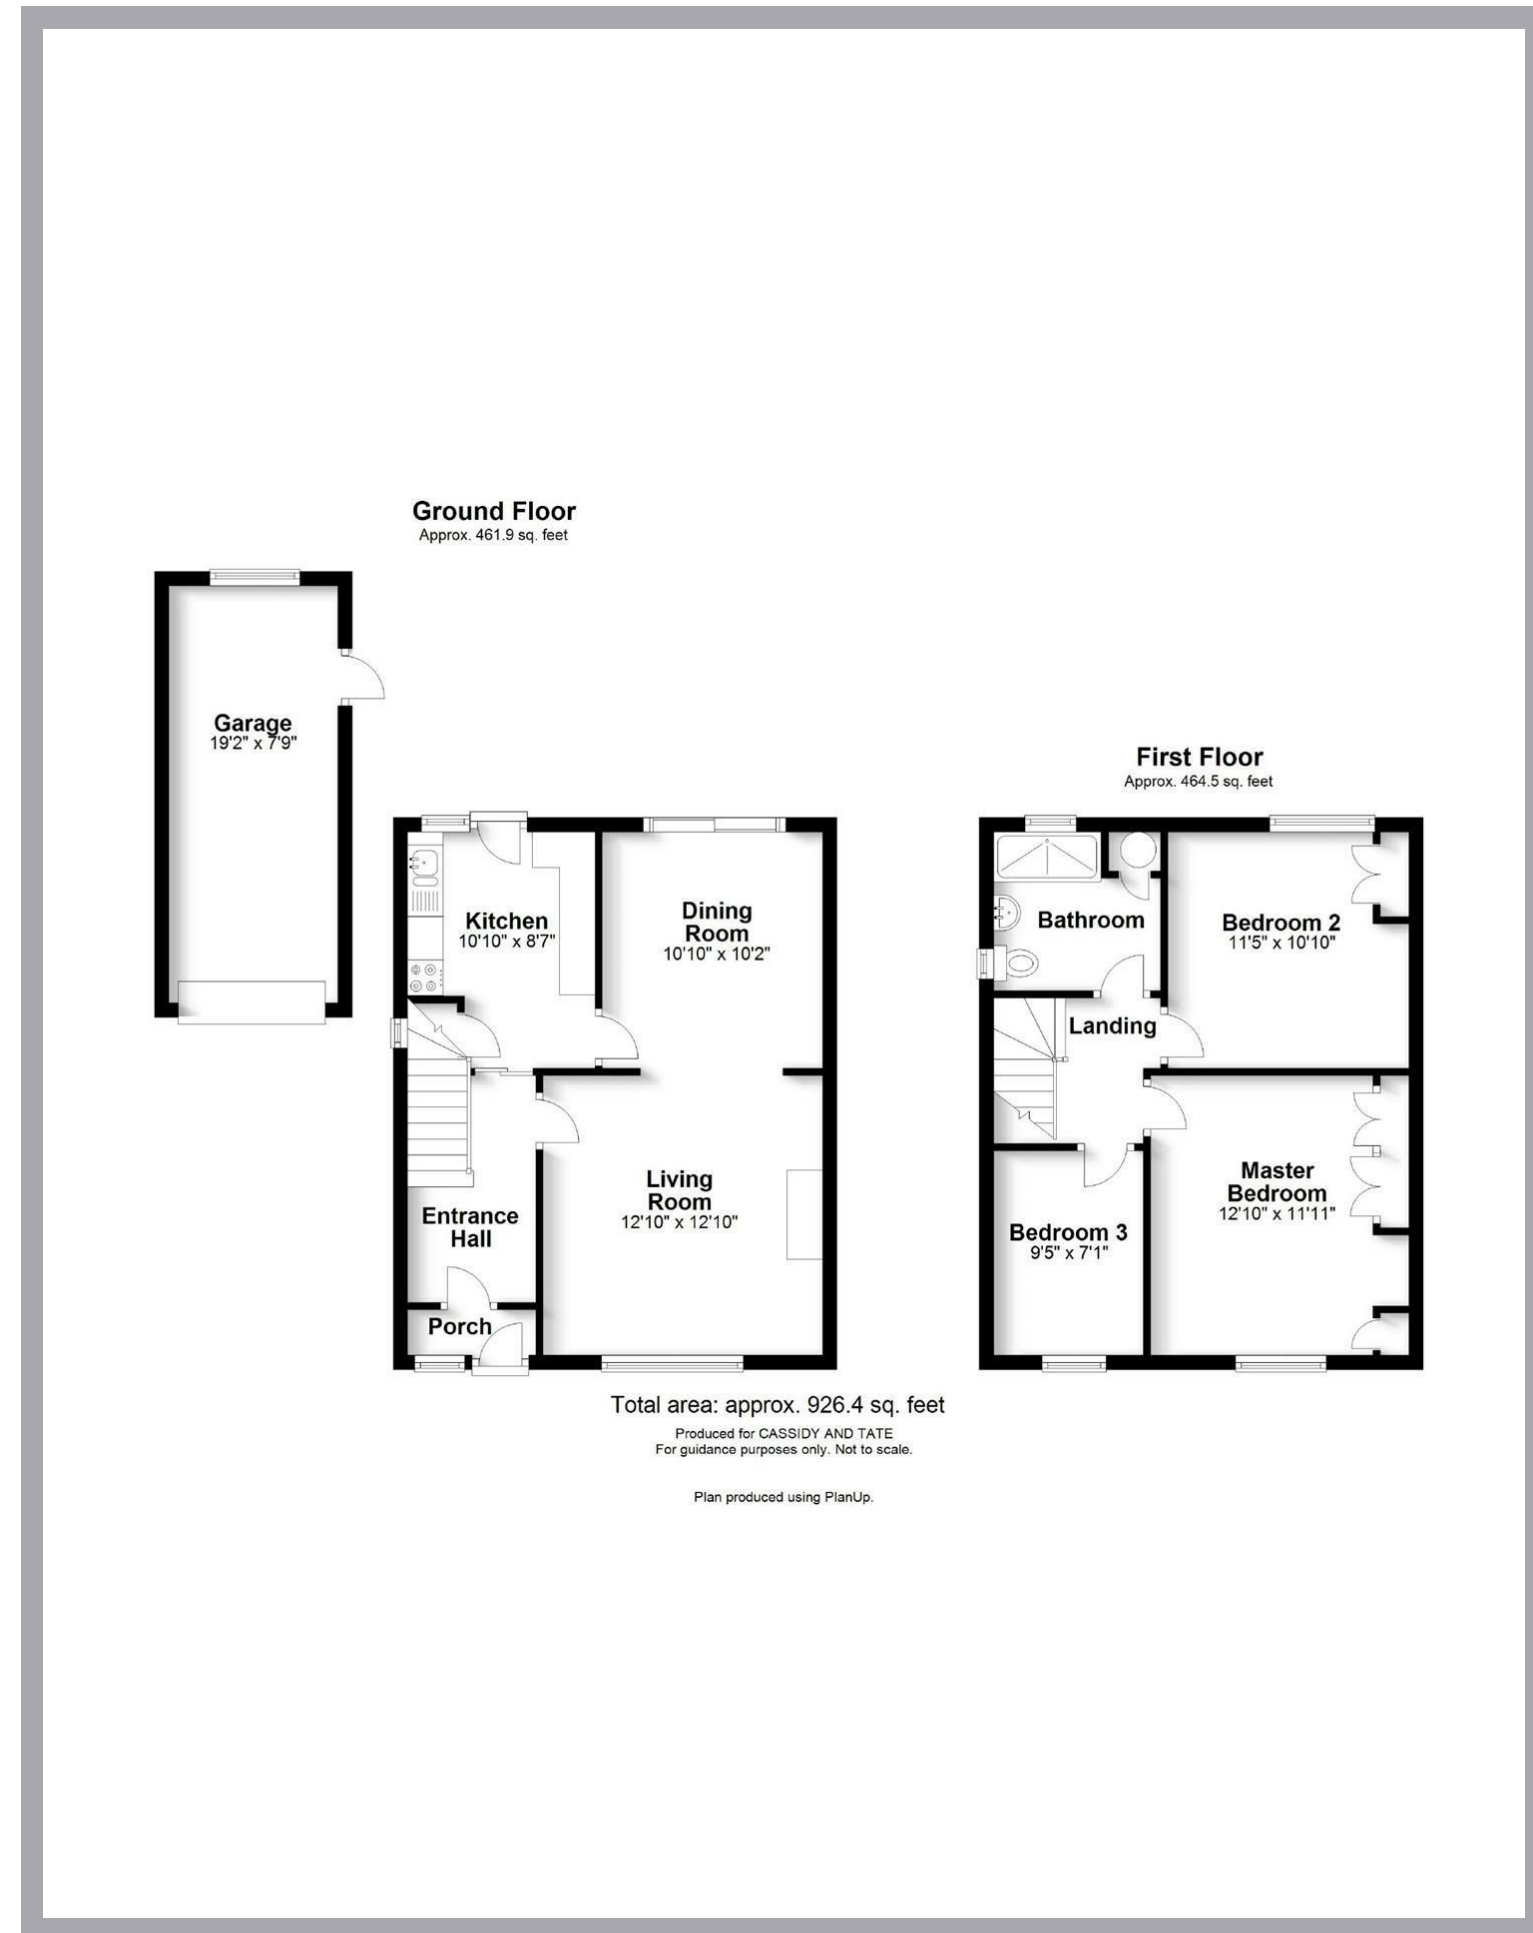 Ground Floor
Approx. 461.9 sq. feet
Garage
19'2" x 7'9"
Kitchen
10'10" x 8'7"
Dining
Room
10'10" x 10'2"
Living
Room
12'10" x 12'10"
Entrance
Hall
Porch
First Floor
Approx. 464.5 sq. feet
Bathroom
Bedroom 2
11'5" x 10'10"
Landing
Master
Bedroom
12'10" x 11'11"
Bedroom 3
9'5" x 7'1"
Total area: approx. 926.4 sq. feet
Produced for CASSIDY AND TATE
For guidance purposes only. Not to scale.
Plan produced using PlanUp.